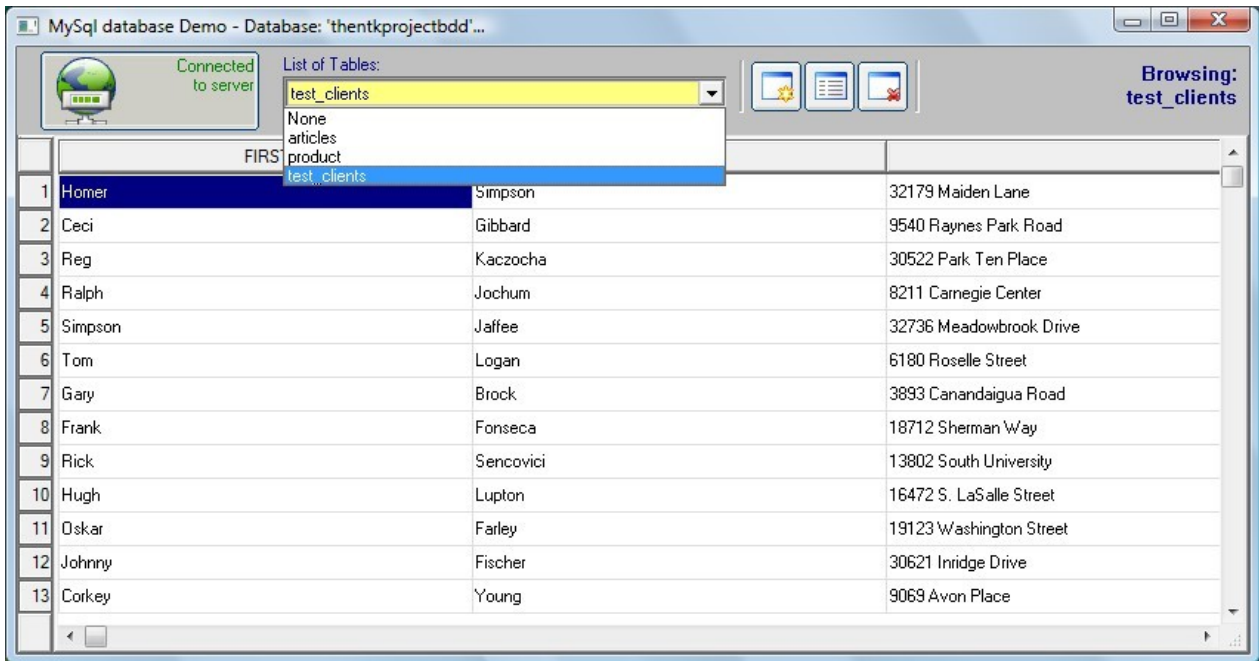 MySql database Demo - Database: 'thentkprojectbdd'...
Connected
to server
List of Tables:
test_clients
None
articles
product
test_clients
Browsing:
test_clients
FIRST
1 Homer Simpson 32179 Maiden Lane
2 Ceci Gibbard 9540 Raynes Park Road
3 Reg Kaczocha 30522 Park Ten Place
4 Ralph Jochum 8211 Carnegie Center
5 Simpson Jaffee 32736 Meadowbrook Drive
6 Tom Logan 6180 Roselle Street
7 Gary Brock 3893 Canandaigua Road
8 Frank Fonseca 18712 Sherman Way
9 Rick Sencovici 13802 South University
10 Hugh Lupton 16472 S. LaSalle Street
11 Oskar Farley 19123 Washington Street
12 Johnny Fischer 30621 Inridge Drive
13 Corkey Young 9069 Avon Place